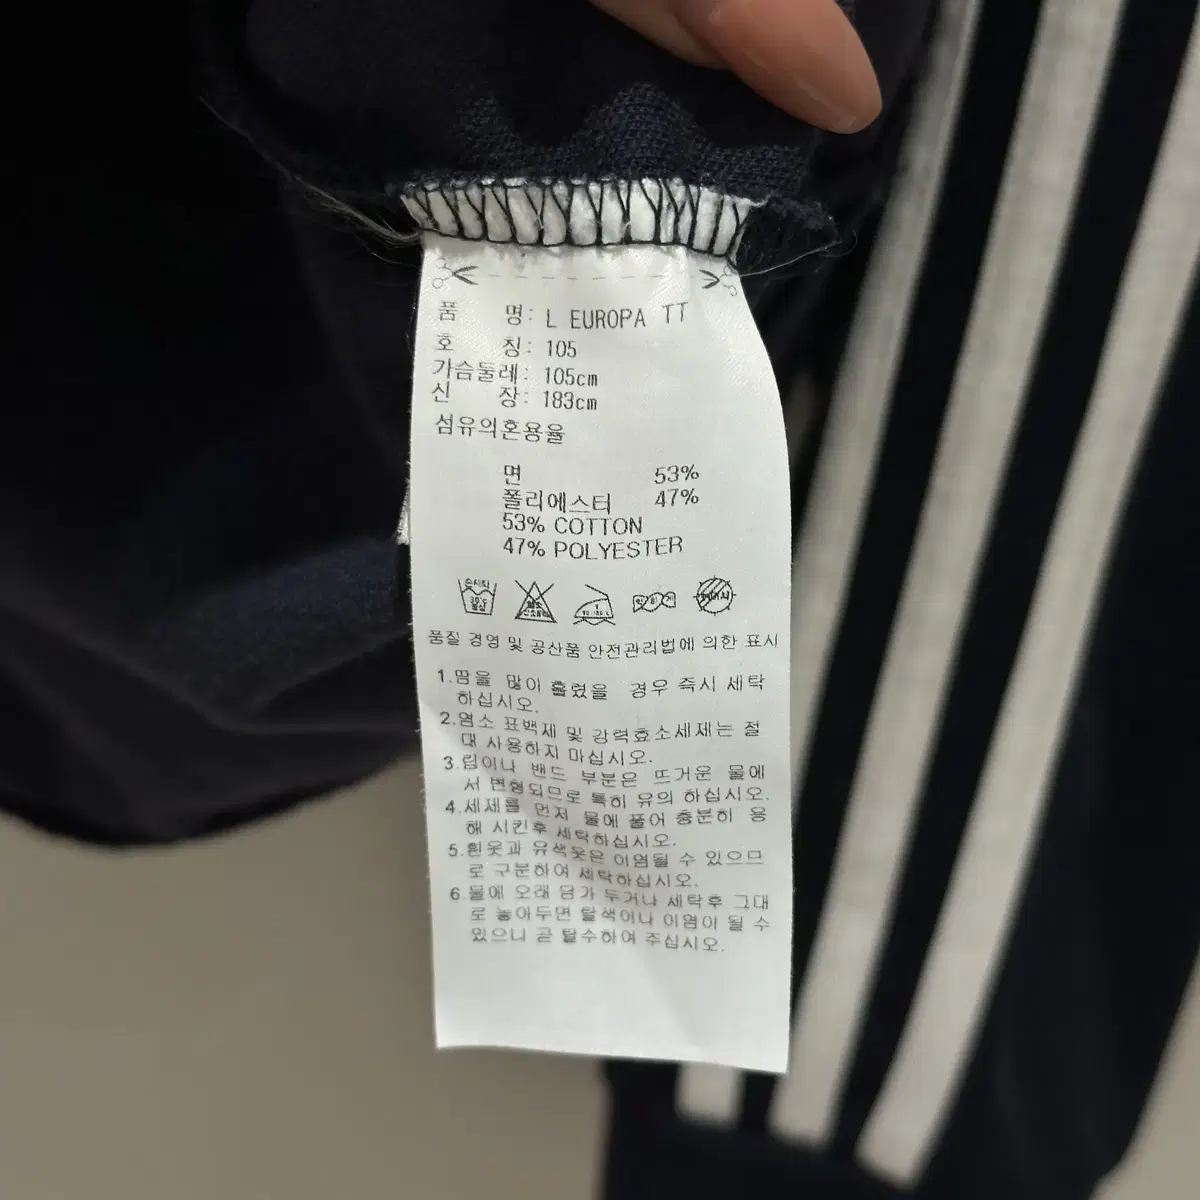 품 명: L EUROPA TT
호 칭: 105
가슴둘레: 105cm
신 장: 183cm
섬유의혼용율
면 53%
폴리에스터 47%
53% COTTON
47% POLYESTER
손세탁 30℃ 중성
염소
품질 경영 및 공산품 안전관리법에 의한 표시
1.땀을 많이 흘렸을 경우 즉시 세탁
하십시오.
2.염소 표백제 및 강력효소세제는 절
대 사용하지 마십시오.
3.립이나 밴드 부분은 뜨거운 물에
서 변형되므로 특히 유의 하십시오.
4.세제를 먼저 물에 풀어 충분히 용
해 시킨후 세탁하십시오.
5.흰옷과 유색옷은 이염될 수 있으므
로 구분하여 세탁하십시오.
6.물에 오래 담가 두거나 세탁후 그대
로 놓아두면 탈색이나 이염이 될 수
있으니 곧 탈수하여 주십시오.